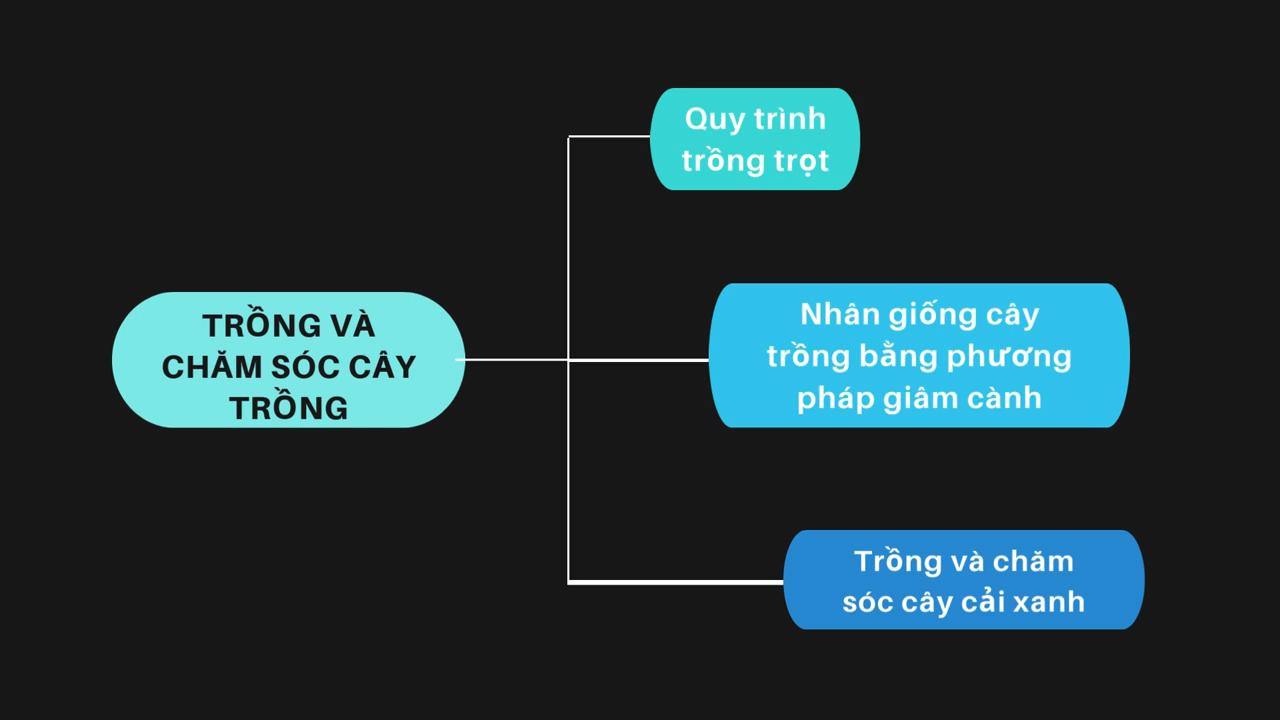 Quy trình
trồng trọt
TRỒNG VÀ
CHĂM SÓC CÂY
TRỒNG
Nhân giống cây
trồng bằng phương
pháp giâm cành
Trồng và chăm
sóc cây cải xanh